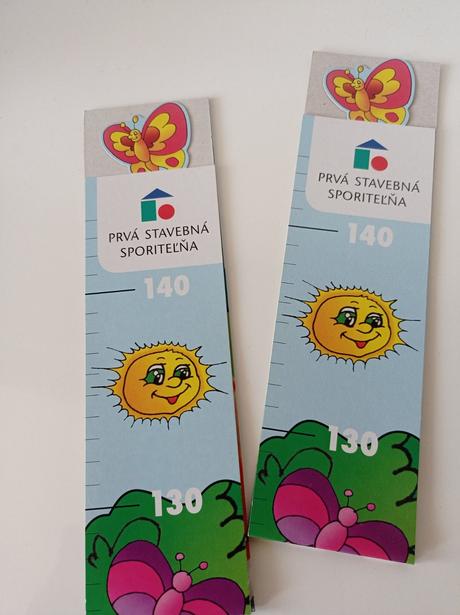 PRVÁ STAVEBNÁ
SPORITEĽŇA
140
130
PRVÁ STAVEBNÁ
SPORITEĽŇA
140
130